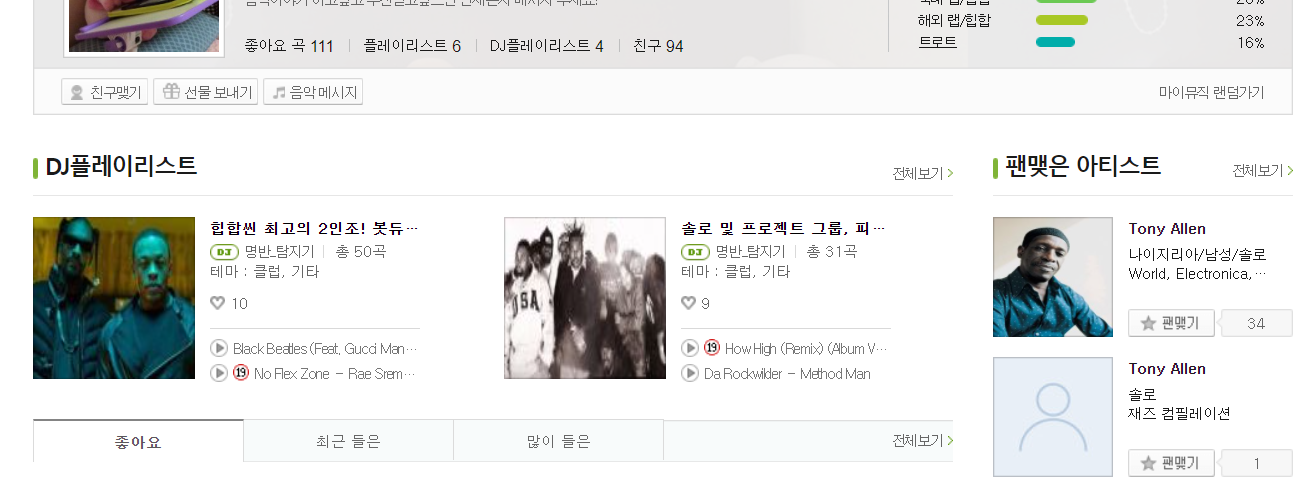 좋아요 곡 111 플레이리스트 6 DJ플레이리스트 4 친구 94
해외 랩/힙합 23%
트로트 16%
친구맺기 선물 보내기 음악 메시지 마이뮤직 랜덤가기
DJ플레이리스트 전체보기
힙합씬 최고의 2인조! 봇듀…
DJ 명반_탐지기 총 50곡
테마 : 클럽, 기타
10
Black Beatles (Feat. Gucci Man…
19 No Flex Zone – Rae Srem…
솔로 및 프로젝트 그룹, 피…
DJ 명반_탐지기 총 31곡
테마 : 클럽, 기타
9
19 How High (Remix) (Album V…
Da Rockwilder – Method Man
좋아요 최근 들은 많이 들은 전체보기
팬맺은 아티스트 전체보기
Tony Allen
나이지리아/남성/솔로
World, Electronica,…
팬맺기 34
Tony Allen
솔로
재즈 컴필레이션
팬맺기 1